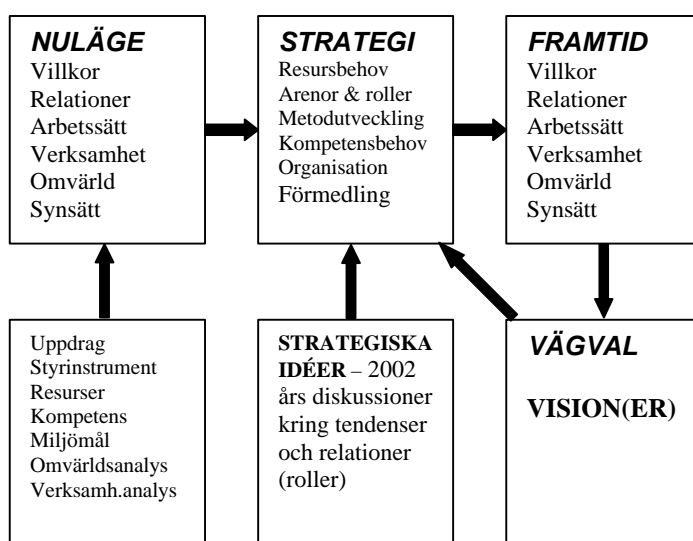 NULÄGE
Villkor
Relationer
Arbetssätt
Verksamhet
Omvärld
Synsätt
STRATEGI
Resursbehov
Arenor & roller
Metodutveckling
Kompetensbehov
Organisation
Förmedling
FRAMTID
Villkor
Relationer
Arbetssätt
Verksamhet
Omvärld
Synsätt
Uppdrag
Styrinstrument
Resurser
Kompetens
Miljömål
Omvärldsanalys
Verksamh.analys
STRATEGISKA
IDÉER – 2002
års diskussioner
kring tendenser
och relationer
(roller)
VÄGVAL
VISION(ER)